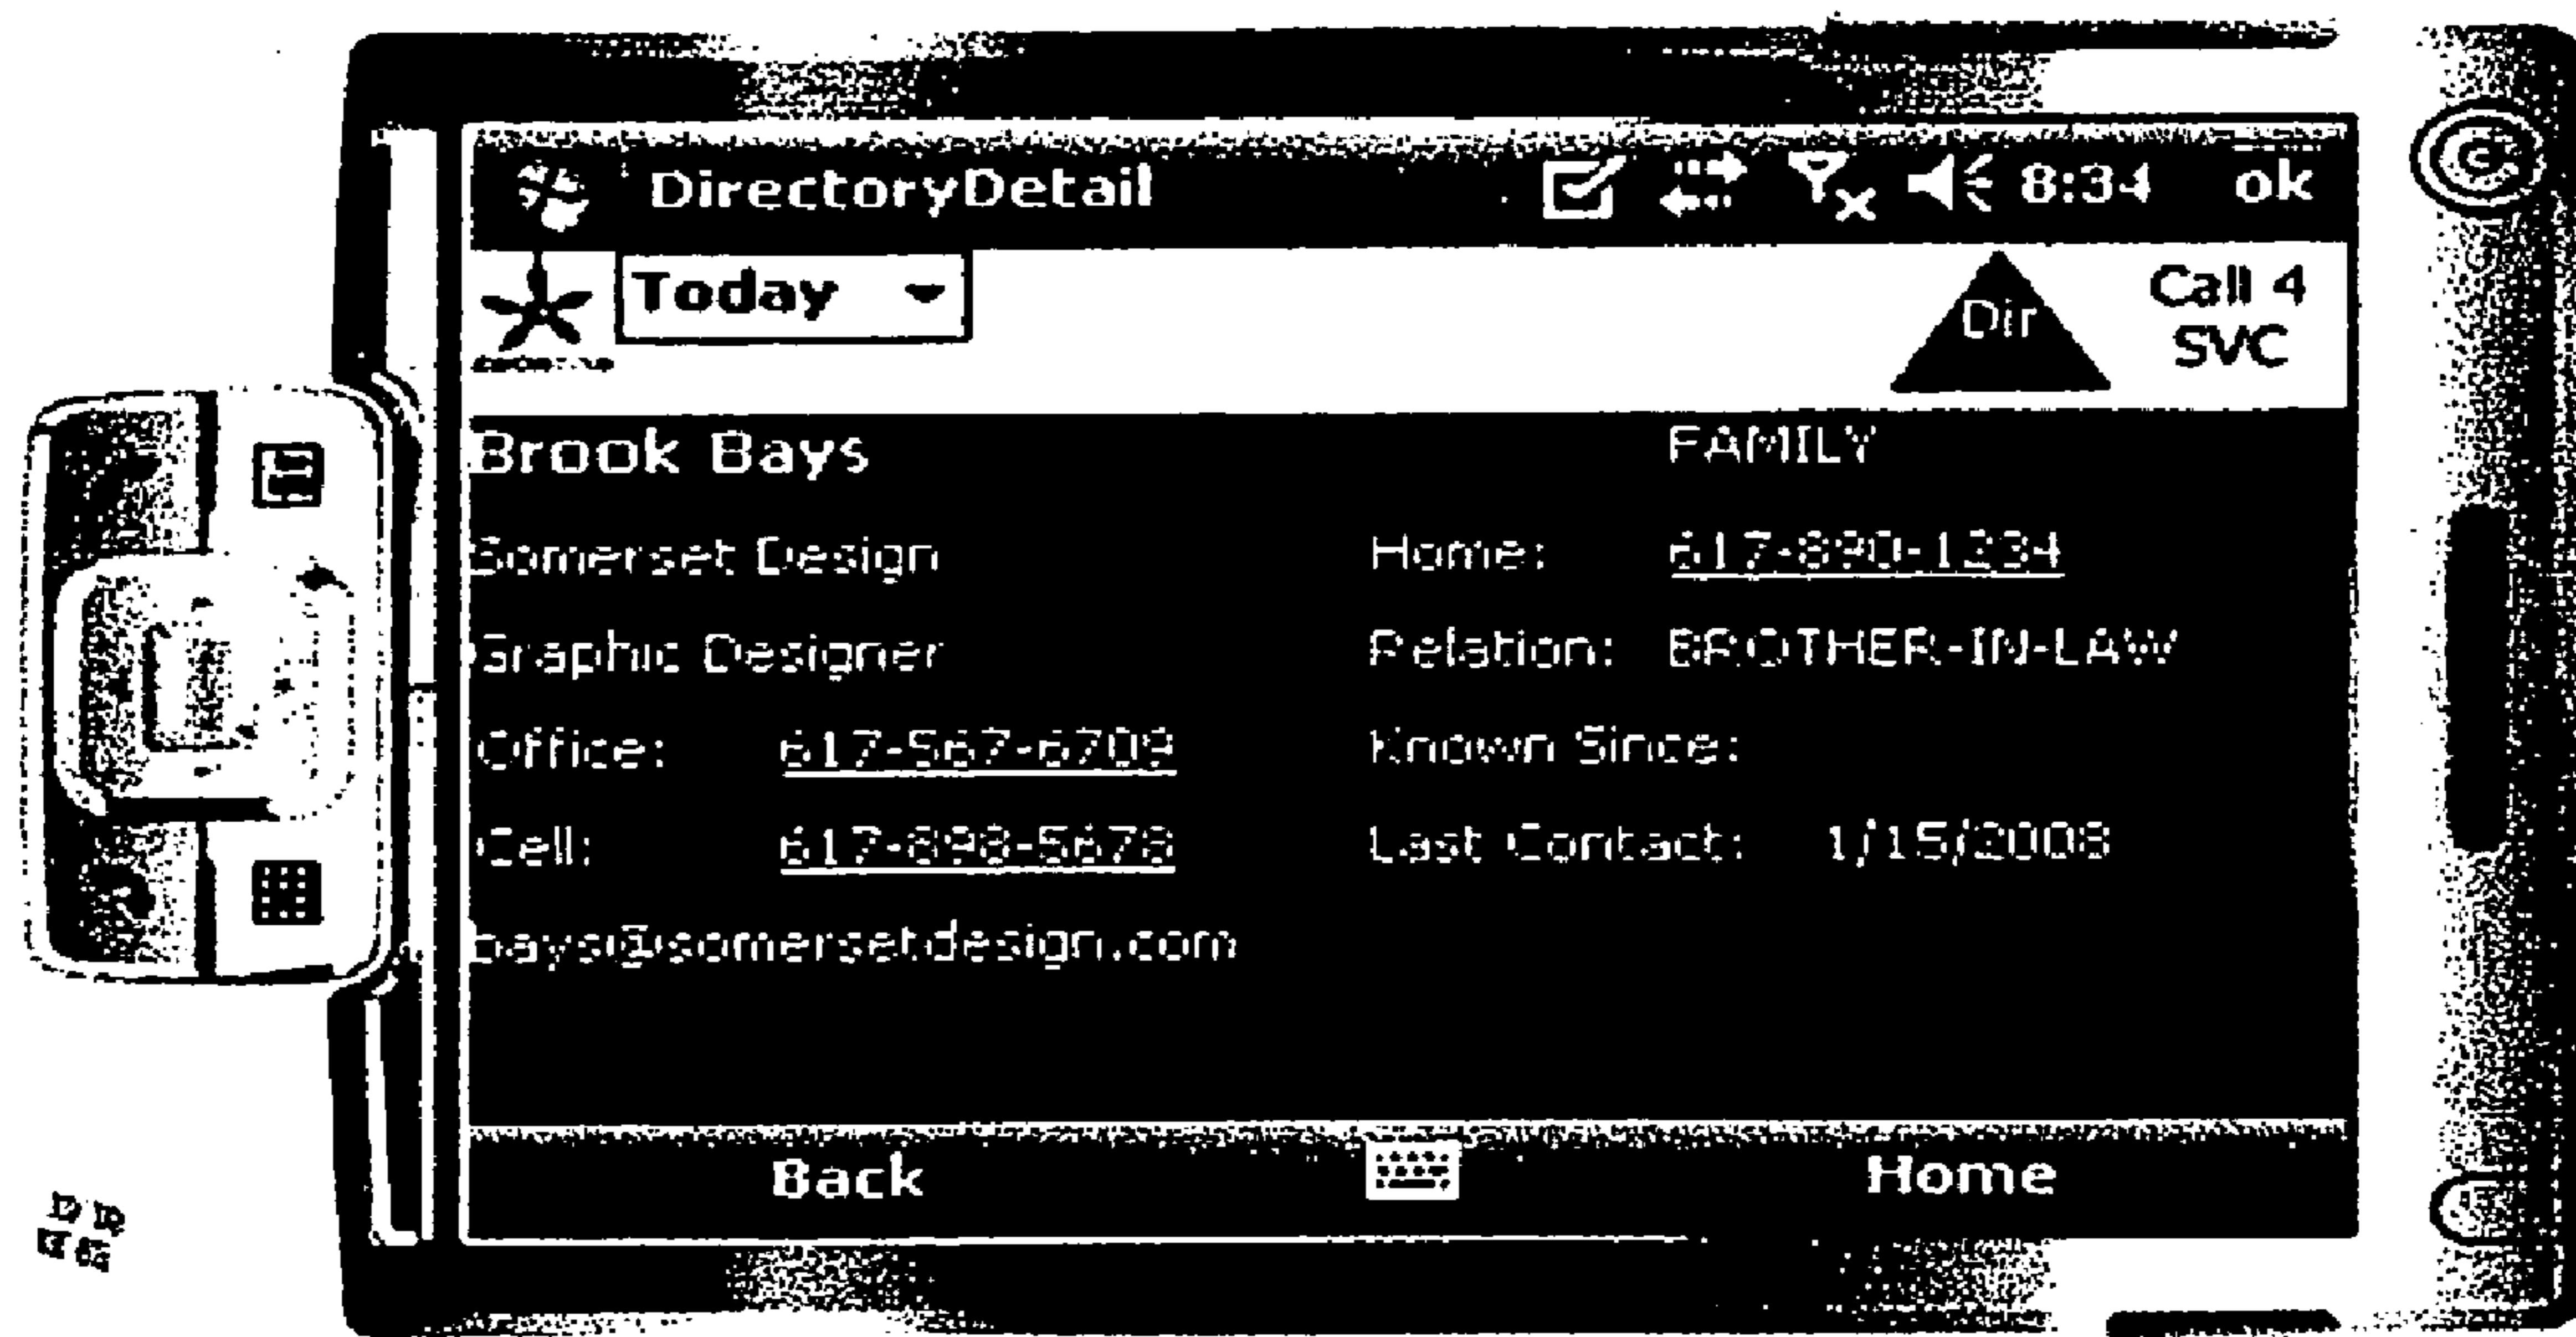 DirectoryDetail 8:34 ok
Today
Dir
Call 4
SVC
Brook Bays FAMILY
Somerset Design Home: 617-890-1234
Graphic Designer Relation: BROTHER-IN-LAW
Office: 617-567-6709 Known Since:
Cell: 617-898-5678 Last Contact: 1/15/2008
bays@somersetdesign.com
Back Home